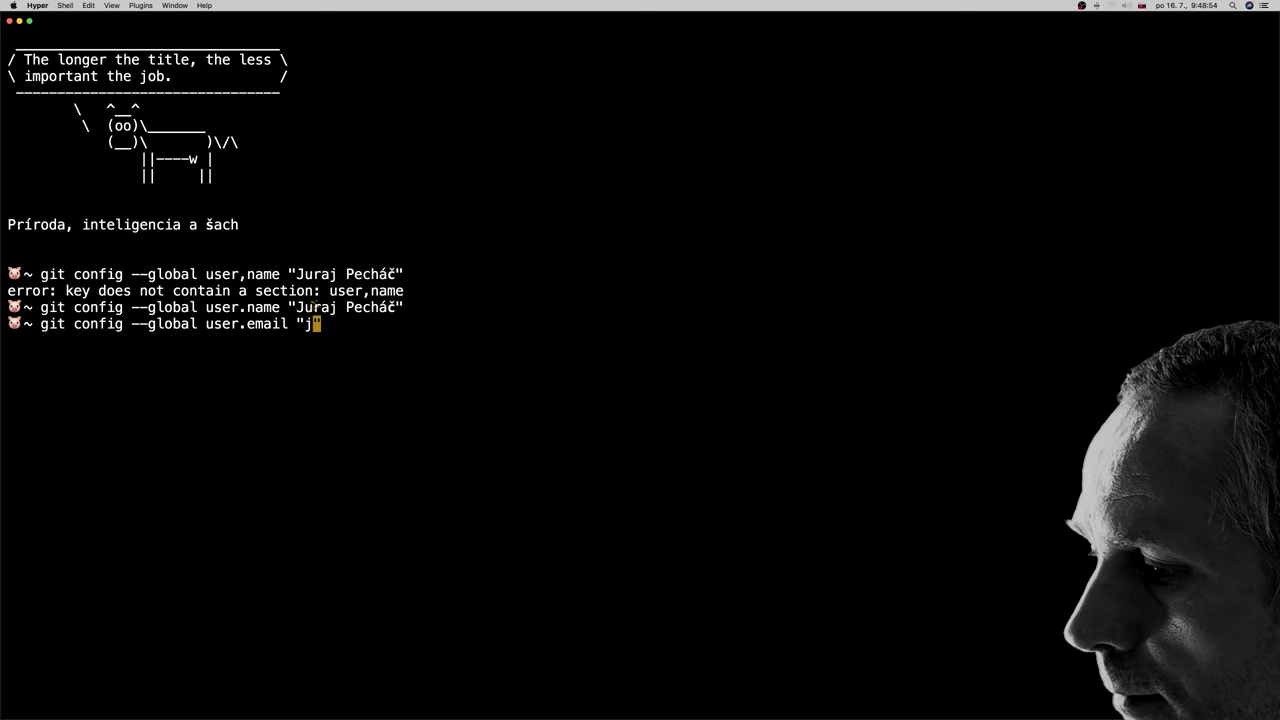 Hyper Shell Edit View Plugins Window Help po 16. 7., 9:48:54
/ The longer the title, the less \
\ important the job. /
\ ^__^
\ (oo)\_______
(__)\ )\/\
||----w |
|| ||
Príroda, inteligencia a šach
🐷~ git config --global user,name "Juraj Pecháč"
error: key does not contain a section: user,name
🐷~ git config --global user.name "Juraj Pecháč"
🐷~ git config --global user.email "j"